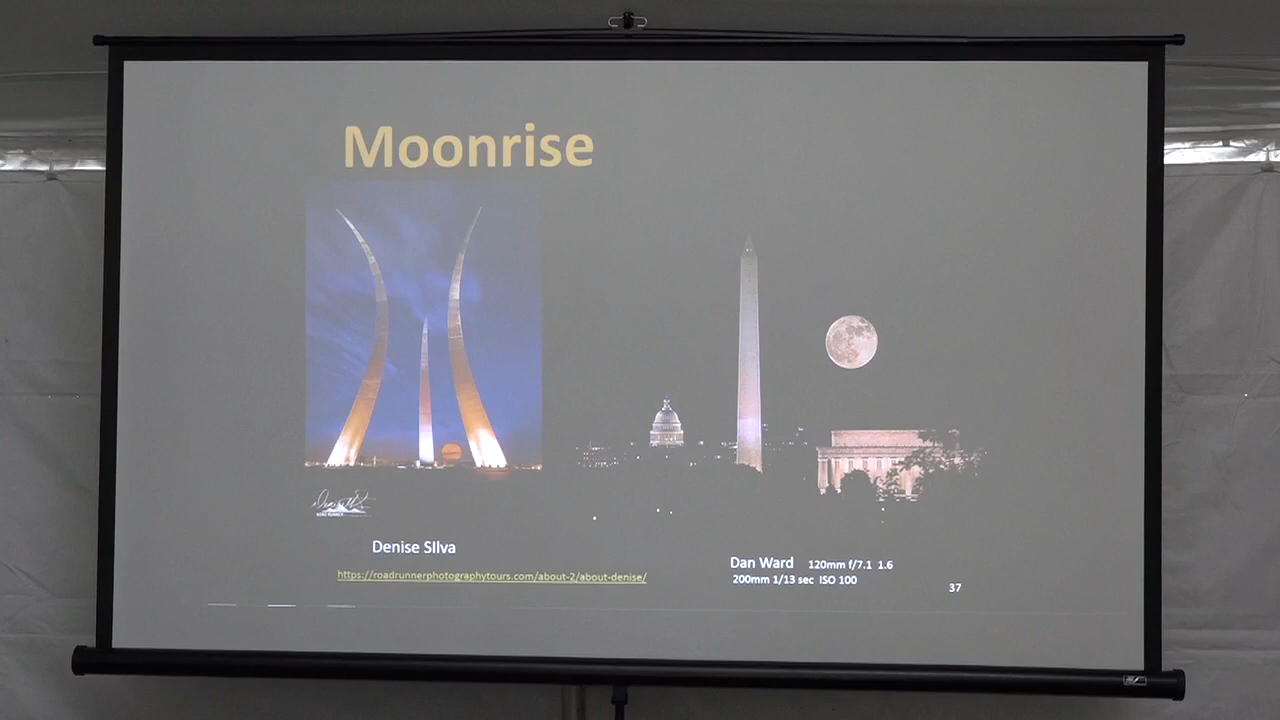 Moonrise
Denise SIlva
https://roadrunnerphotographytours.com/about-2/about-denise/
Dan Ward 120mm f/7.1 1.6
200mm 1/13 sec ISO 100
37